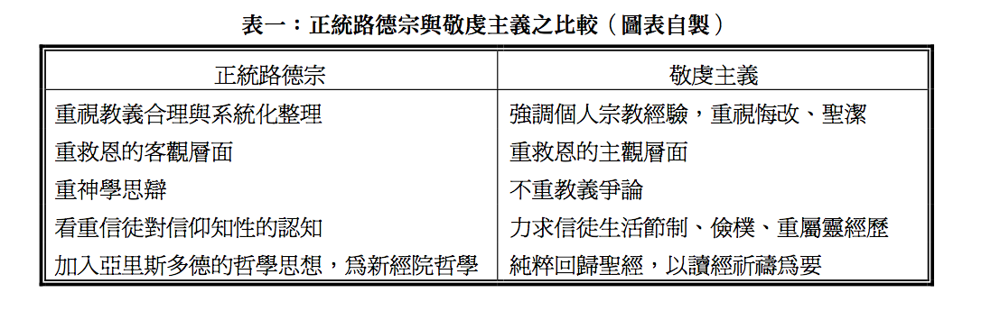 表一：正統路德宗與敬虔主義之比較（圖表自製）
正統路德宗 敬虔主義
重視教義合理與系統化整理 強調個人宗教經驗，重視悔改、聖潔
重救恩的客觀層面 重救恩的主觀層面
重神學思辯 不重教義爭論
看重信徒對信仰知性的認知 力求信徒生活節制、儉樸、重屬靈經歷
加入亞里斯多德的哲學思想，為新經院哲學 純粹回歸聖經，以讀經祈禱為要